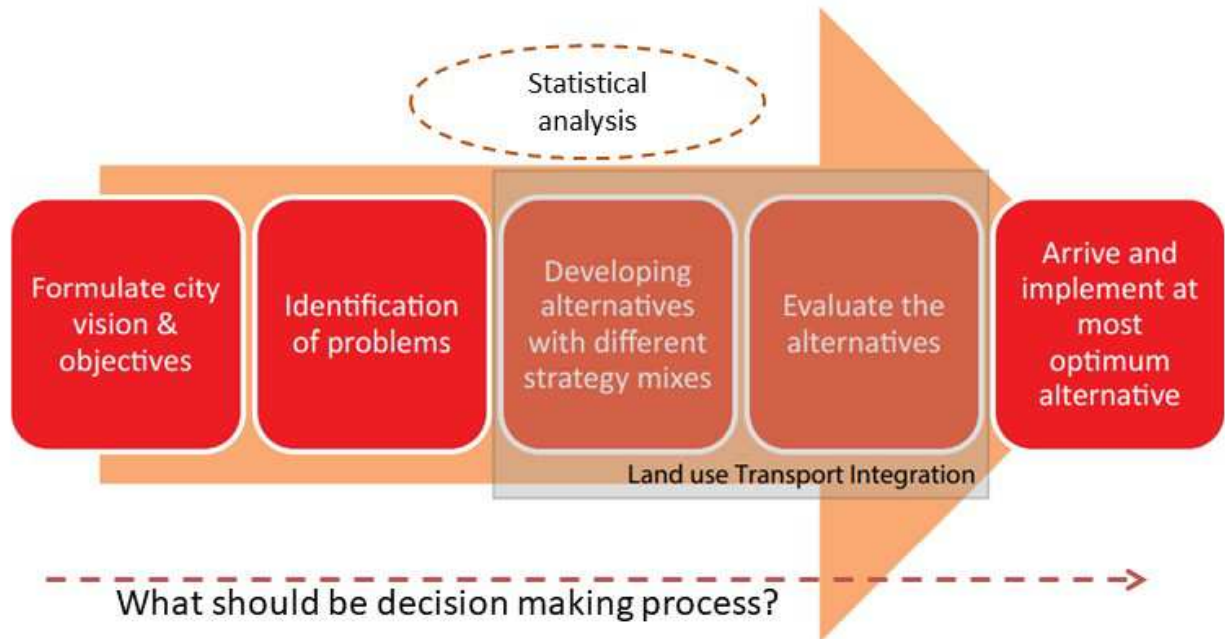 Statistical
analysis
Formulate city
vision &
objectives
Identification
of problems
Developing
alternatives
with different
strategy mixes
Evaluate the
alternatives
Arrive and
implement at
most
optimum
alternative
Land use Transport Integration
What should be decision making process?